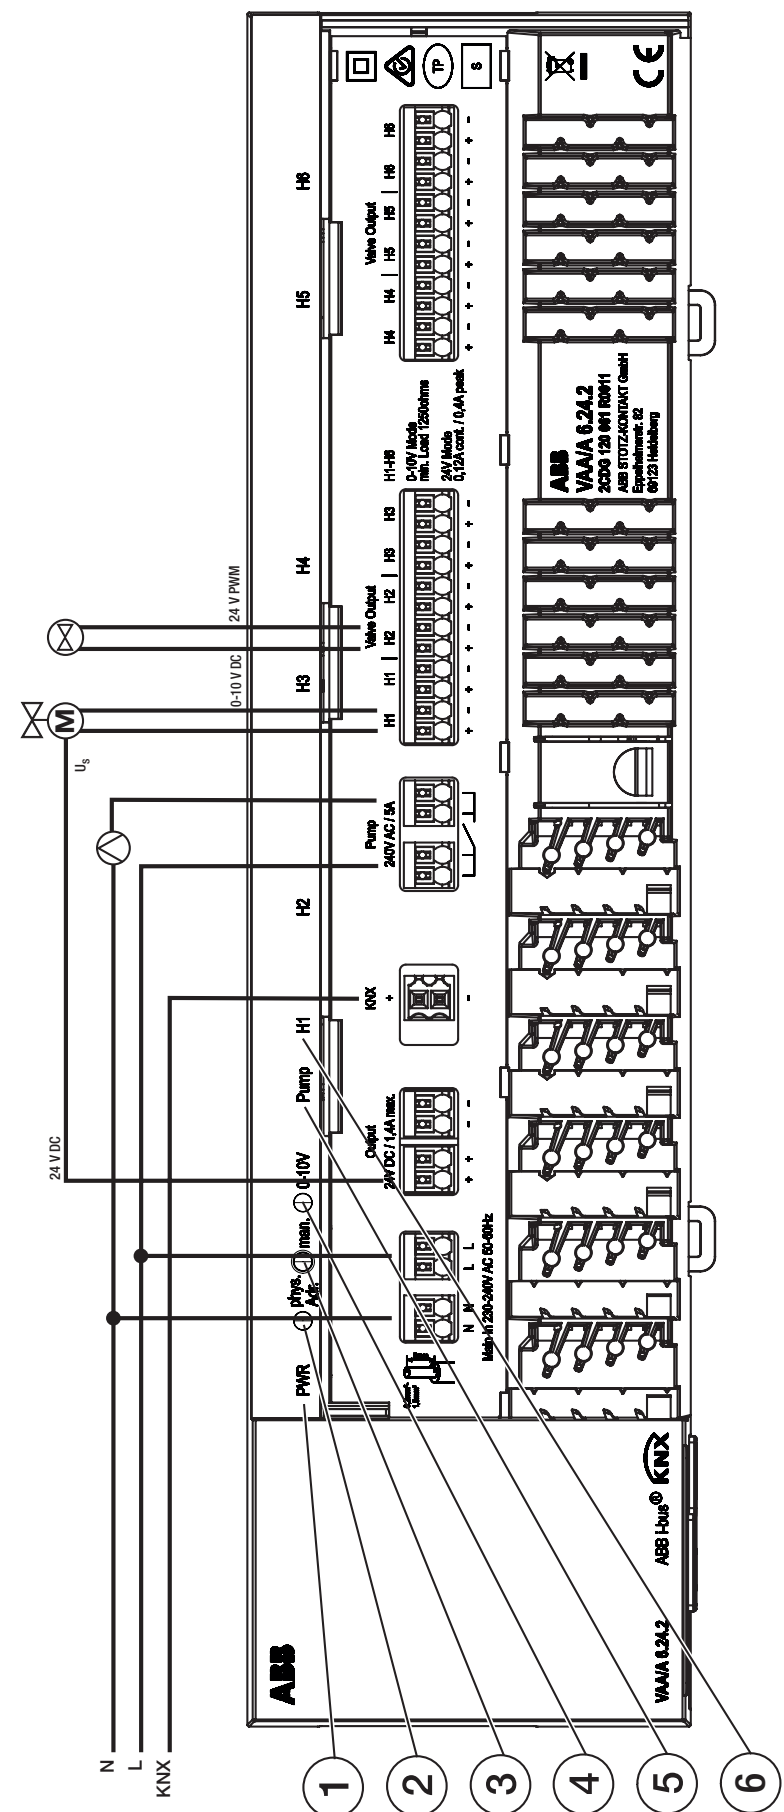 N
L
KNX
24 V DC
Us
0-10 V DC
24 V PWM
M
PWR
phys. Adr.
man.
0-10V
Pump
H1
H2
H3
H4
H5
H6
N N L L
Main-in 230-240V AC 50-60Hz
Output
24V DC / 1,4A max.
+ + - -
KNX
+
-
Pump
240V AC / 5A
Valve Output
H1 H1 H2 H2 H3 H3
+ - + - + - + - + - + -
H1-H6
0-10V Mode
min. Load 1250ohms
24V Mode
0,12A cont. / 0,4A peak
Valve Output
H4 H4 H5 H5 H6 H6
+ - + - + - + - + - + -
TP
S
ABB
VAA/A 6.24.2
2CDG 120 061 R0011
ABB STOTZ-KONTAKT GmbH
Eppelheimerstr. 82
69123 Heidelberg
CE
ABB
VAA/A 6.24.2
ABB i-bus®
KNX
1
2
3
4
5
6